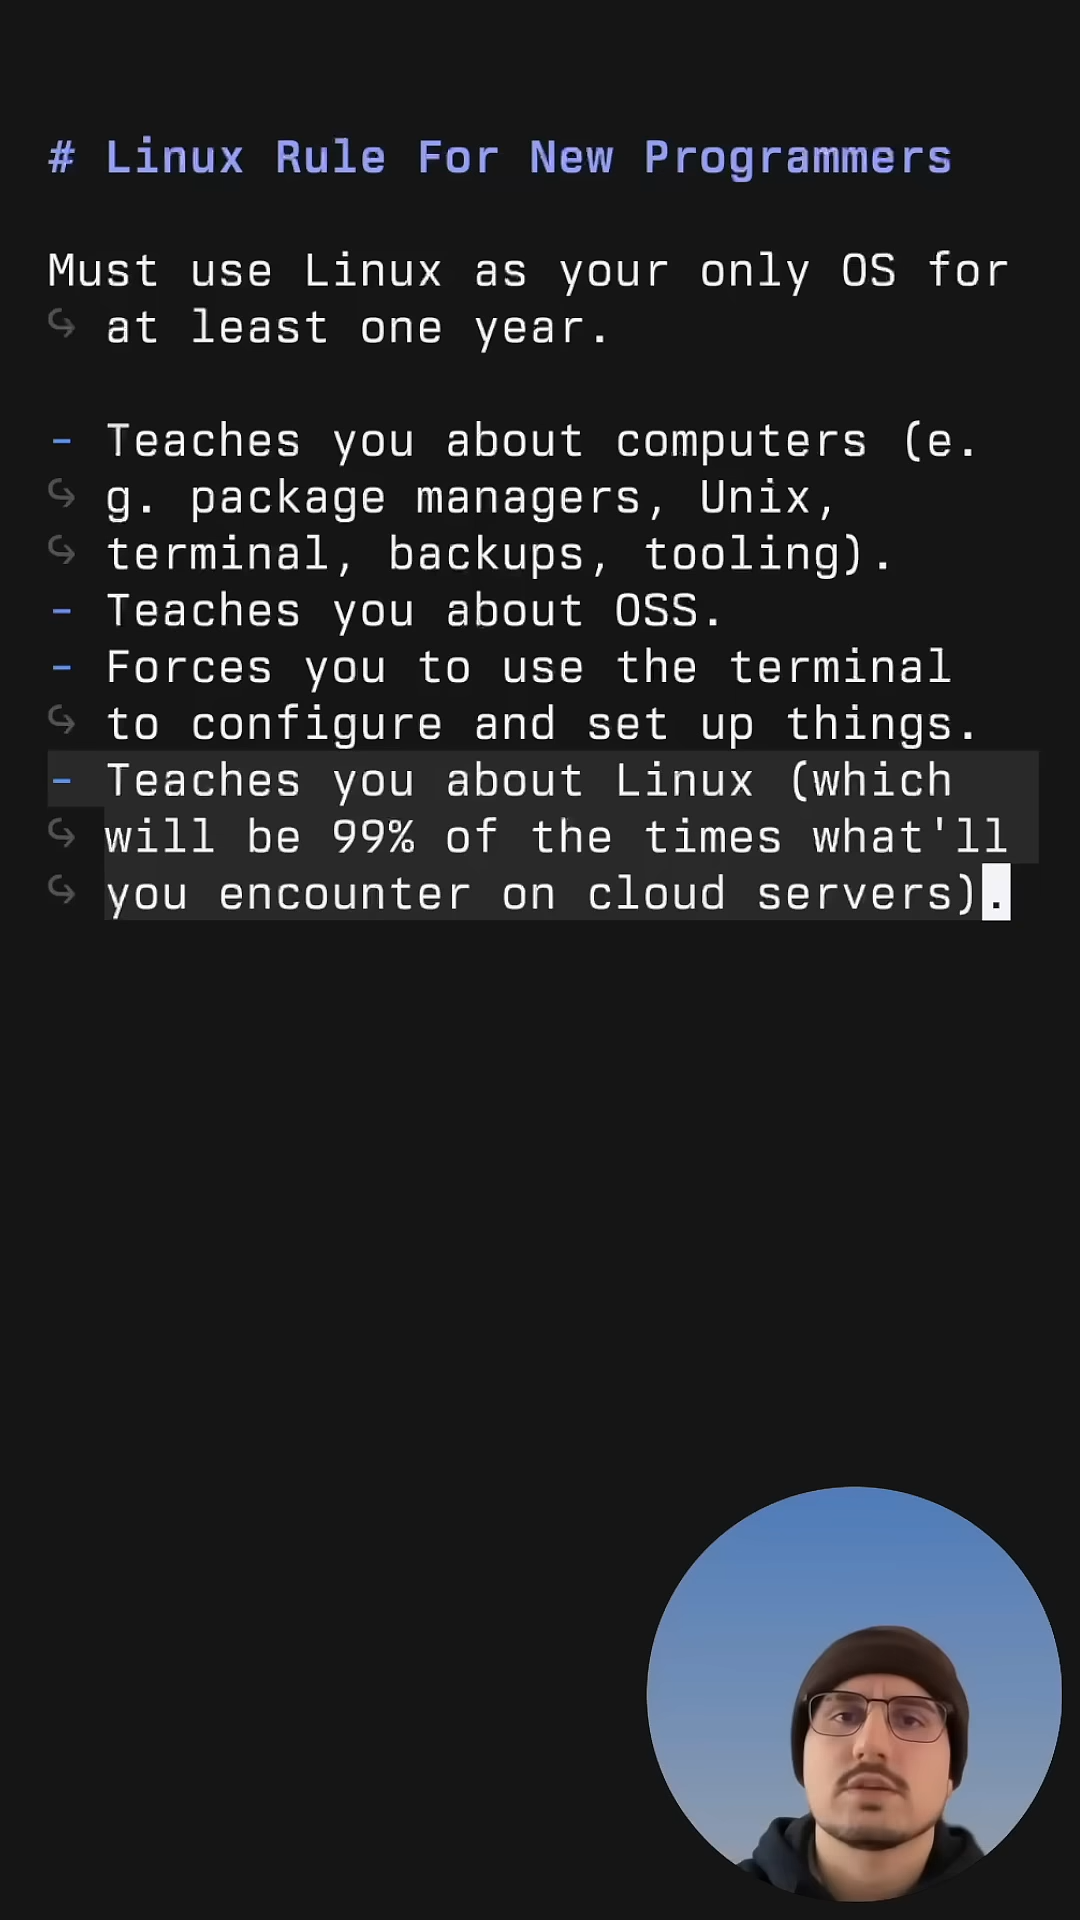 # Linux Rule For New Programmers
Must use Linux as your only OS for
at least one year.
- Teaches you about computers (e.
g. package managers, Unix,
terminal, backups, tooling).
- Teaches you about OSS.
- Forces you to use the terminal
to configure and set up things.
- Teaches you about Linux (which
will be 99% of the times what'll
you encounter on cloud servers).